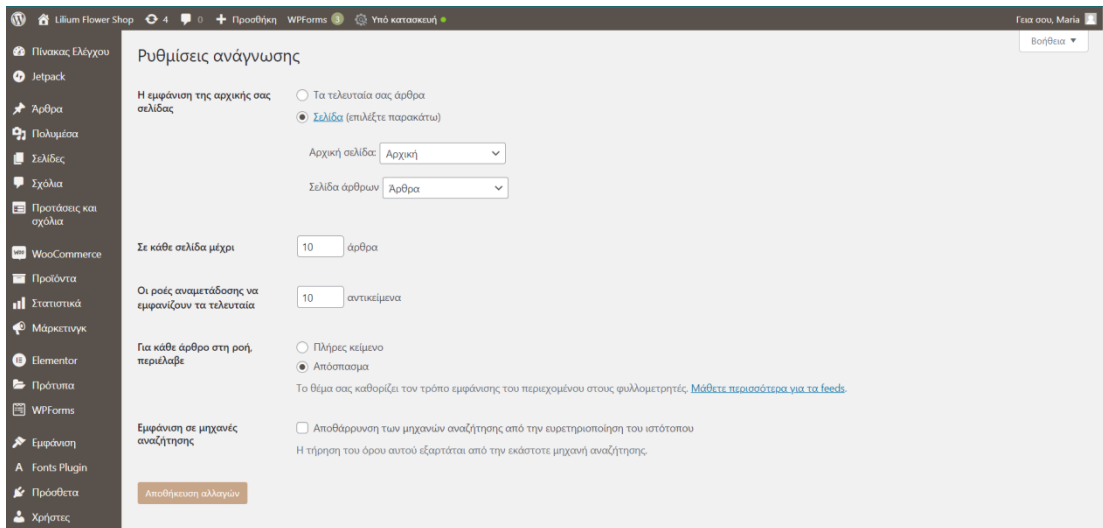 Lilium Flower Shop 4 0 Προσθήκη WPForms 3 Υπό κατασκευή Γεια σου, Maria
Βοήθεια
Πίνακας Ελέγχου
Jetpack
Άρθρα
Πολυμέσα
Σελίδες
Σχόλια
Προτάσεις και
σχόλια
WooCommerce
Προϊόντα
Στατιστικά
Μάρκετινγκ
Elementor
Πρότυπα
WPForms
Εμφάνιση
Fonts Plugin
Πρόσθετα
Χρήστες
Ρυθμίσεις ανάγνωσης
Η εμφάνιση της αρχικής σας
σελίδας
Τα τελευταία σας άρθρα
Σελίδα (επιλέξτε παρακάτω)
Αρχική σελίδα: Αρχική
Σελίδα άρθρων Άρθρα
Σε κάθε σελίδα μέχρι 10 άρθρα
Οι ροές αναμετάδοσης να
εμφανίζουν τα τελευταία
10 αντικείμενα
Για κάθε άρθρο στη ροή,
περιέλαβε
Πλήρες κείμενο
Απόσπασμα
Το θέμα σας καθορίζει τον τρόπο εμφάνισης του περιεχομένου στους φυλλομετρητές. Μάθετε περισσότερα για τα feeds.
Εμφάνιση σε μηχανές
αναζήτησης
Αποθάρρυνση των μηχανών αναζήτησης από την ευρετηριοποίηση του ιστότοπου
Η τήρηση του όρου αυτού εξαρτάται από την εκάστοτε μηχανή αναζήτησης.
Αποθήκευση αλλαγών